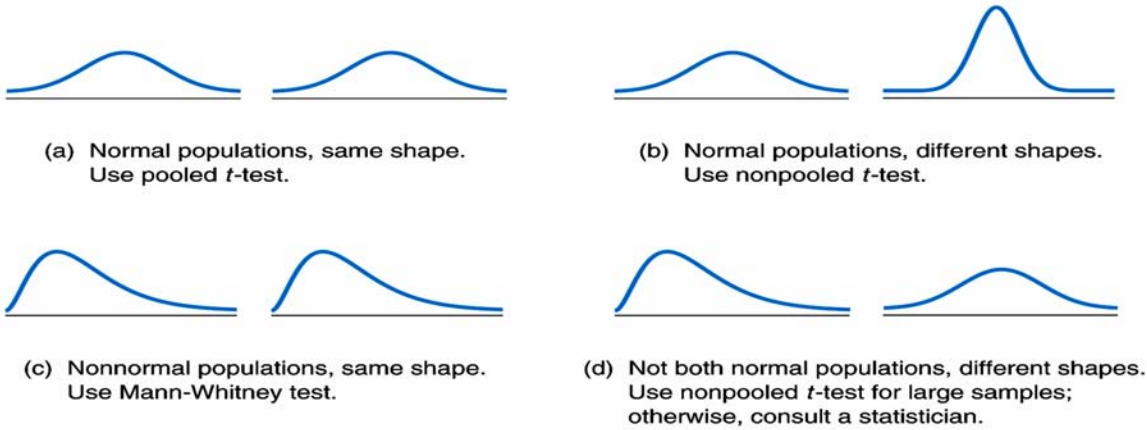 (a) Normal populations, same shape.
Use pooled t-test.
(b) Normal populations, different shapes.
Use nonpooled t-test.
(c) Nonnormal populations, same shape.
Use Mann-Whitney test.
(d) Not both normal populations, different shapes.
Use nonpooled t-test for large samples;
otherwise, consult a statistician.